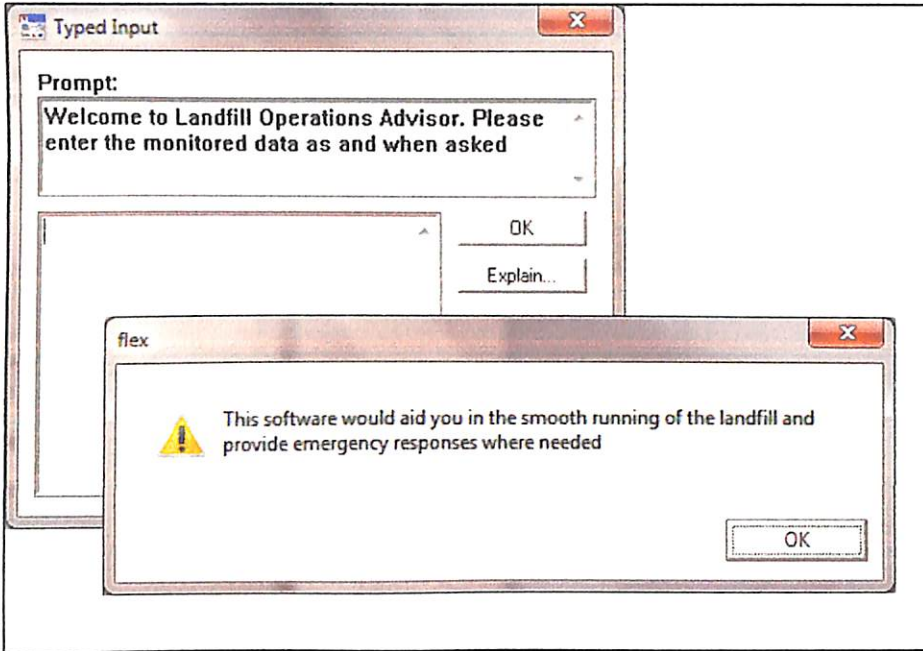 Typed Input
Prompt:
Welcome to Landfill Operations Advisor. Please
enter the monitored data as and when asked
OK
Explain...
flex
This software would aid you in the smooth running of the landfill and
provide emergency responses where needed
OK